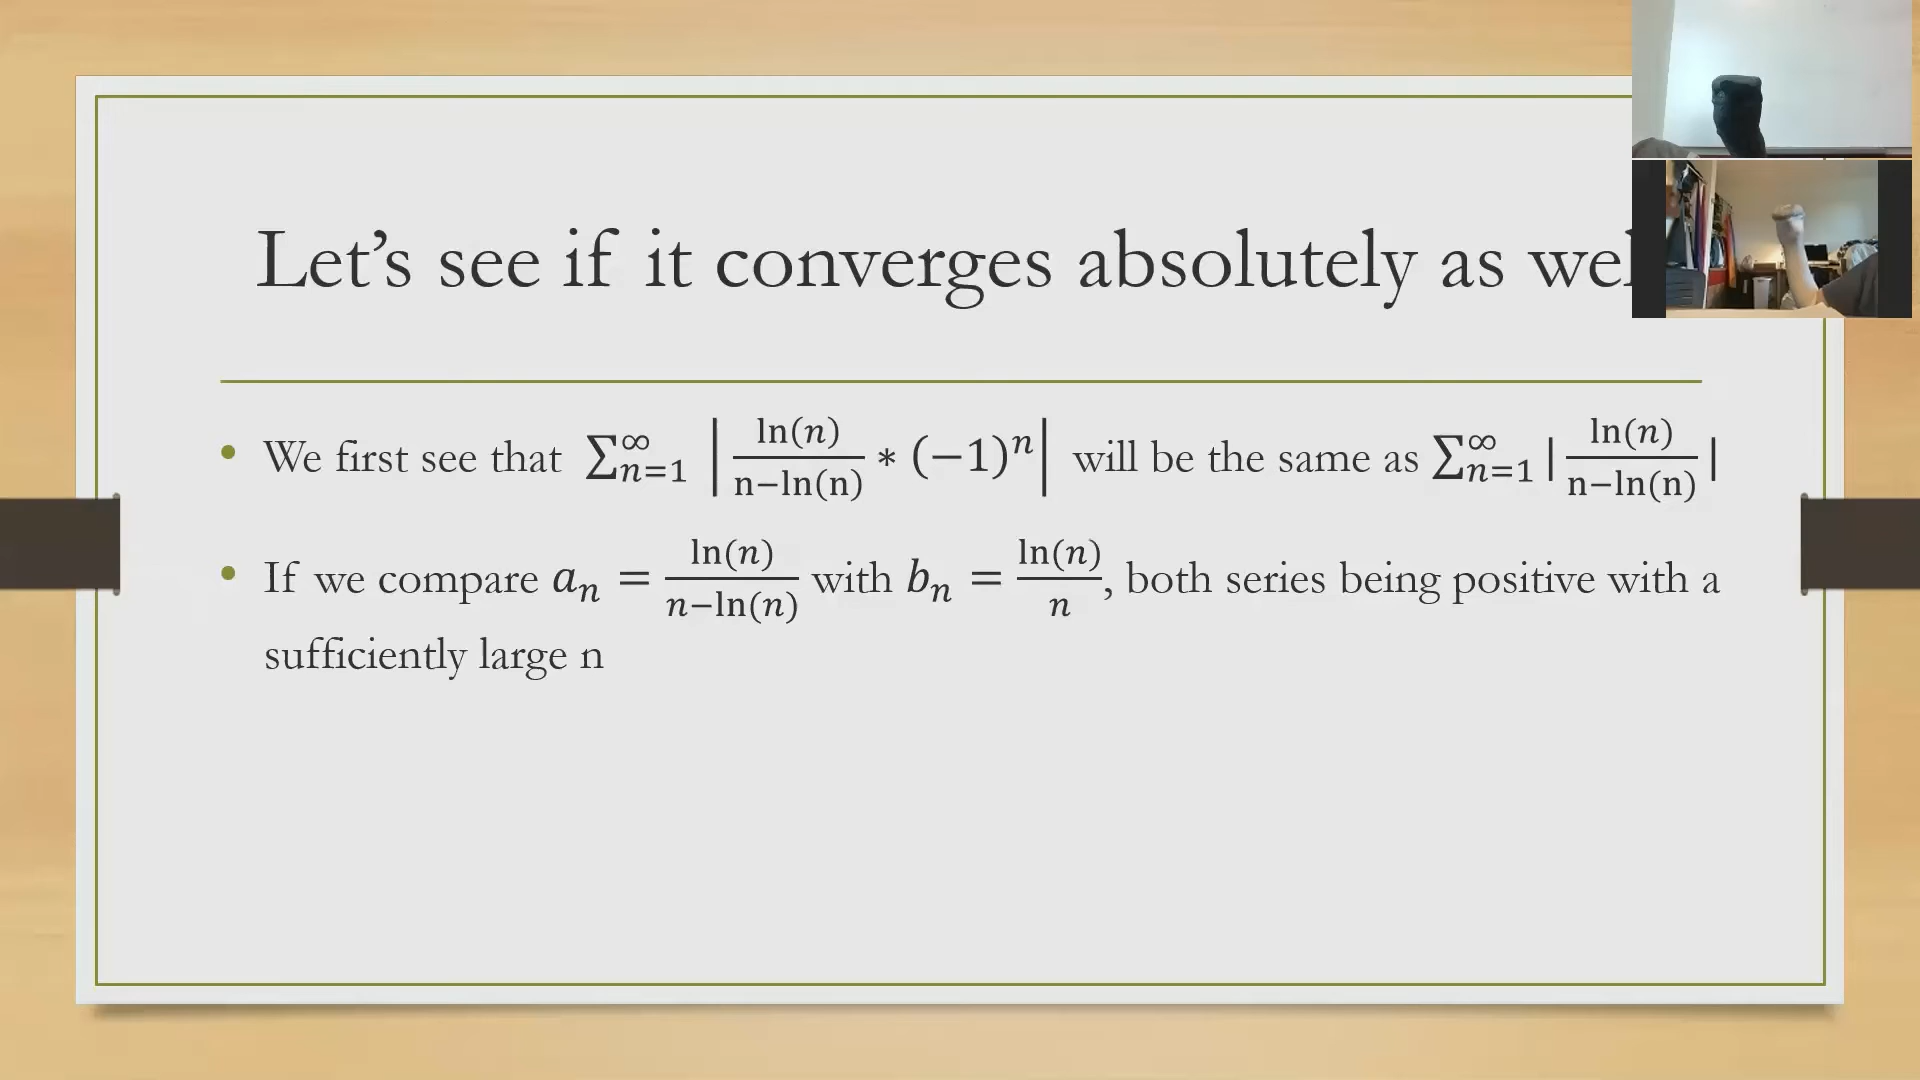 Let’s see if it converges absolutely as
• We first see that ∑_{n=1}^{∞} |ln(n)/(n−ln(n)) * (−1)^n| will be the same as ∑_{n=1}^{∞} |ln(n)/(n−ln(n))|
• If we compare a_n = ln(n)/(n−ln(n)) with b_n = ln(n)/n, both series being positive with a
sufficiently large n